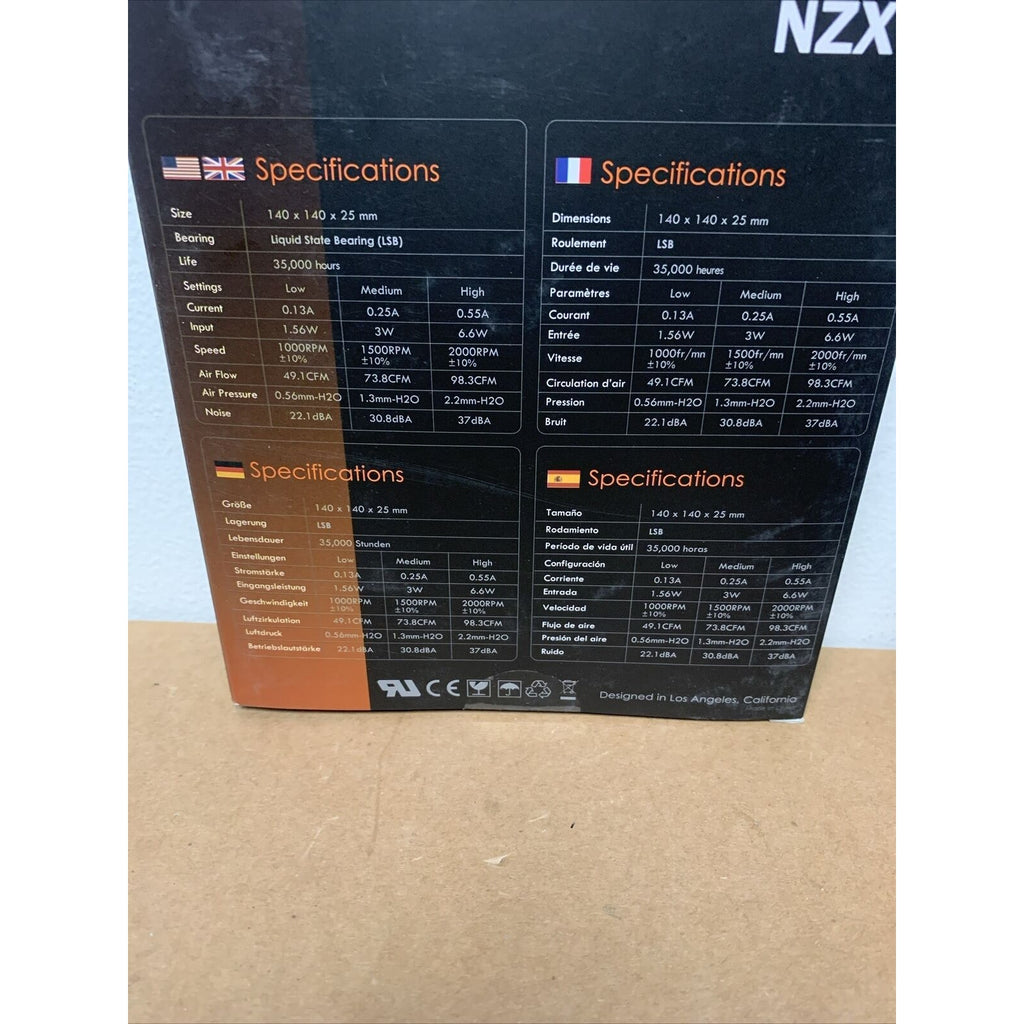 NZX
Specifications
Size 140 x 140 x 25 mm
Bearing Liquid State Bearing (LSB)
Life 35,000 hours
Settings Low Medium High
Current 0.13A 0.25A 0.55A
Input 1.56W 3W 6.6W
Speed 1000RPM ±10% 1500RPM ±10% 2000RPM ±10%
Air Flow 49.1CFM 73.8CFM 98.3CFM
Air Pressure 0.56mm-H2O 1.3mm-H2O 2.2mm-H2O
Noise 22.1dBA 30.8dBA 37dBA
Specifications
Dimensions 140 x 140 x 25 mm
Roulement LSB
Durée de vie 35,000 heures
Paramètres Low Medium High
Courant 0.13A 0.25A 0.55A
Entrée 1.56W 3W 6.6W
Vitesse 1000fr/mn ±10% 1500fr/mn ±10% 2000fr/mn ±10%
Circulation d'air 49.1CFM 73.8CFM 98.3CFM
Pression 0.56mm-H2O 1.3mm-H2O 2.2mm-H2O
Bruit 22.1dBA 30.8dBA 37dBA
Specifications
Größe 140 x 140 x 25 mm
Lagerung LSB
Lebensdauer 35,000 Stunden
Einstellungen Low Medium High
Stromstärke 0.13A 0.25A 0.55A
Eingangsleistung 1.56W 3W 6.6W
Geschwindigkeit 1000RPM ±10% 1500RPM ±10% 2000RPM ±10%
Luftzirkulation 49.1CFM 73.8CFM 98.3CFM
Luftdruck 0.56mm-H2O 1.3mm-H2O 2.2mm-H2O
Betriebslautstärke 22.1dBA 30.8dBA 37dBA
Specifications
Tamaño 140 x 140 x 25 mm
Rodamiento LSB
Período de vida útil 35,000 horas
Configuración Low Medium High
Corriente 0.13A 0.25A 0.55A
Entrada 1.56W 3W 6.6W
Velocidad 1000RPM ±10% 1500RPM ±10% 2000RPM ±10%
Flujo de aire 49.1CFM 73.8CFM 98.3CFM
Presión del aire 0.56mm-H2O 1.3mm-H2O 2.2mm-H2O
Ruido 22.1dBA 30.8dBA 37dBA
RU CE
Designed in Los Angeles, California